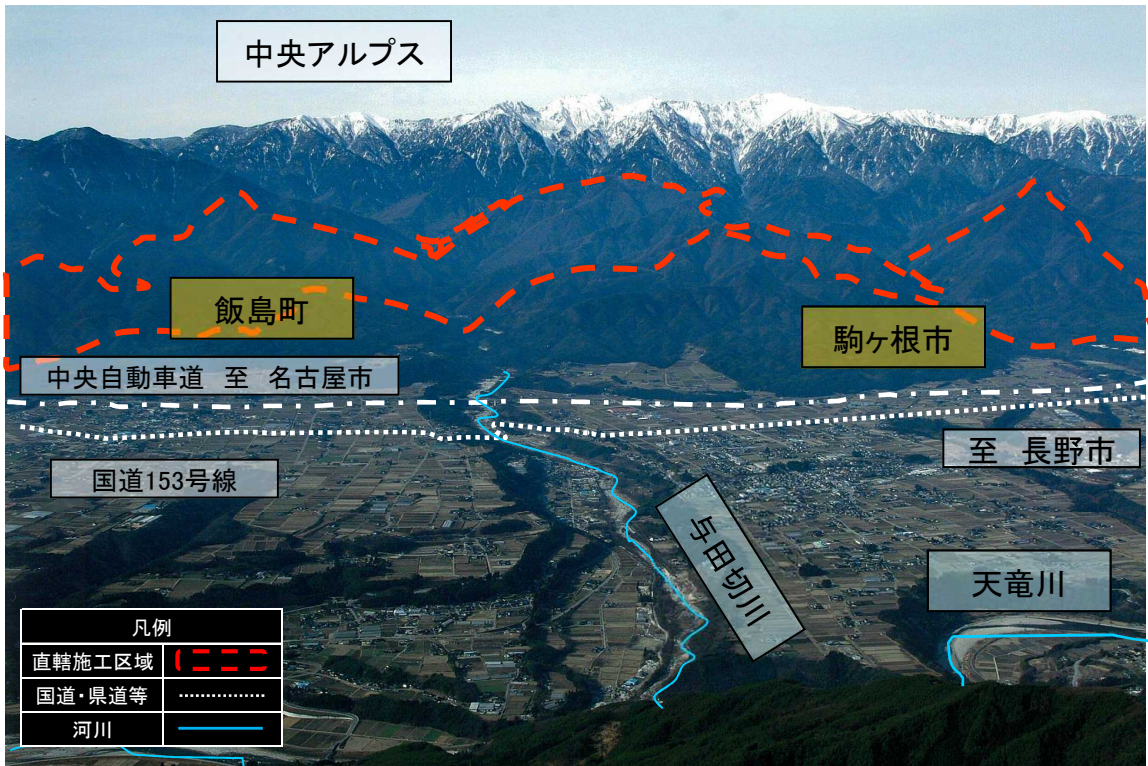 中央アルプス
飯島町
駒ヶ根市
中央自動車道 至 名古屋市
至 長野市
国道153号線
与田切川
天竜川
凡例
直轄施工区域
国道・県道等
河川